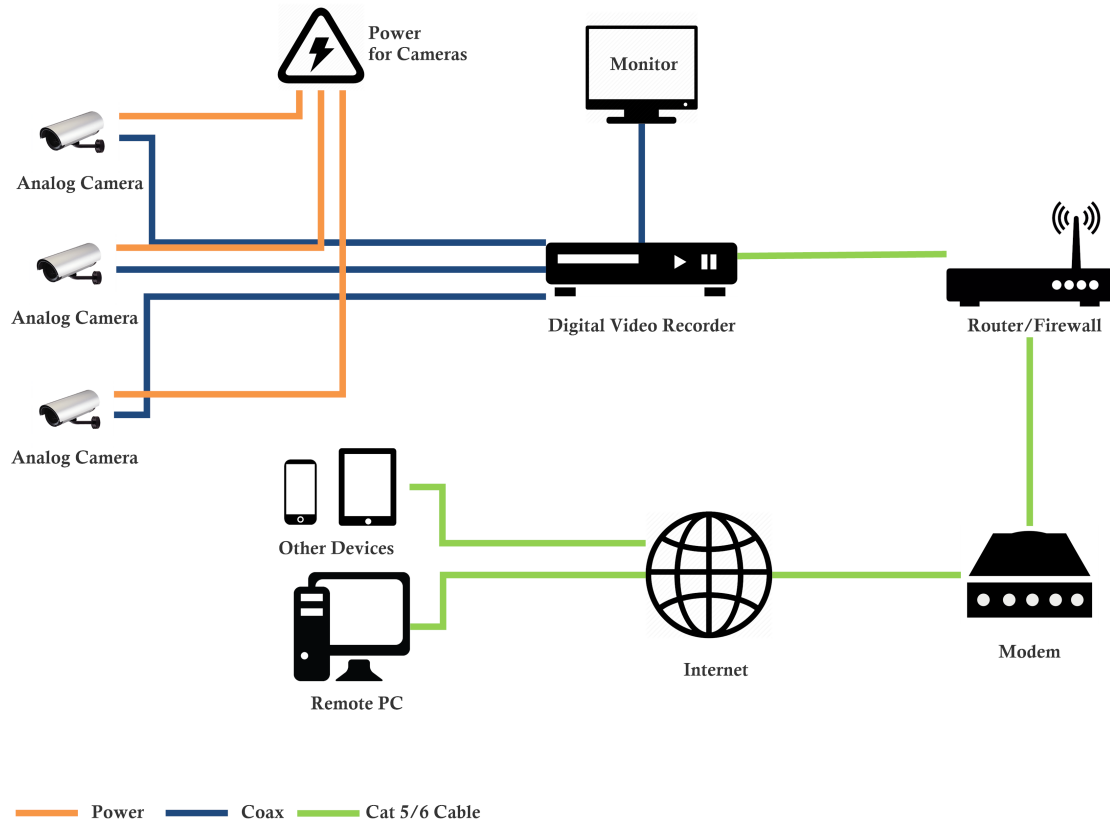 Power
for Cameras
Monitor
Analog Camera
Analog Camera
Digital Video Recorder
Router/Firewall
Analog Camera
Other Devices
Internet
Modem
Remote PC
Power
Coax
Cat 5/6 Cable